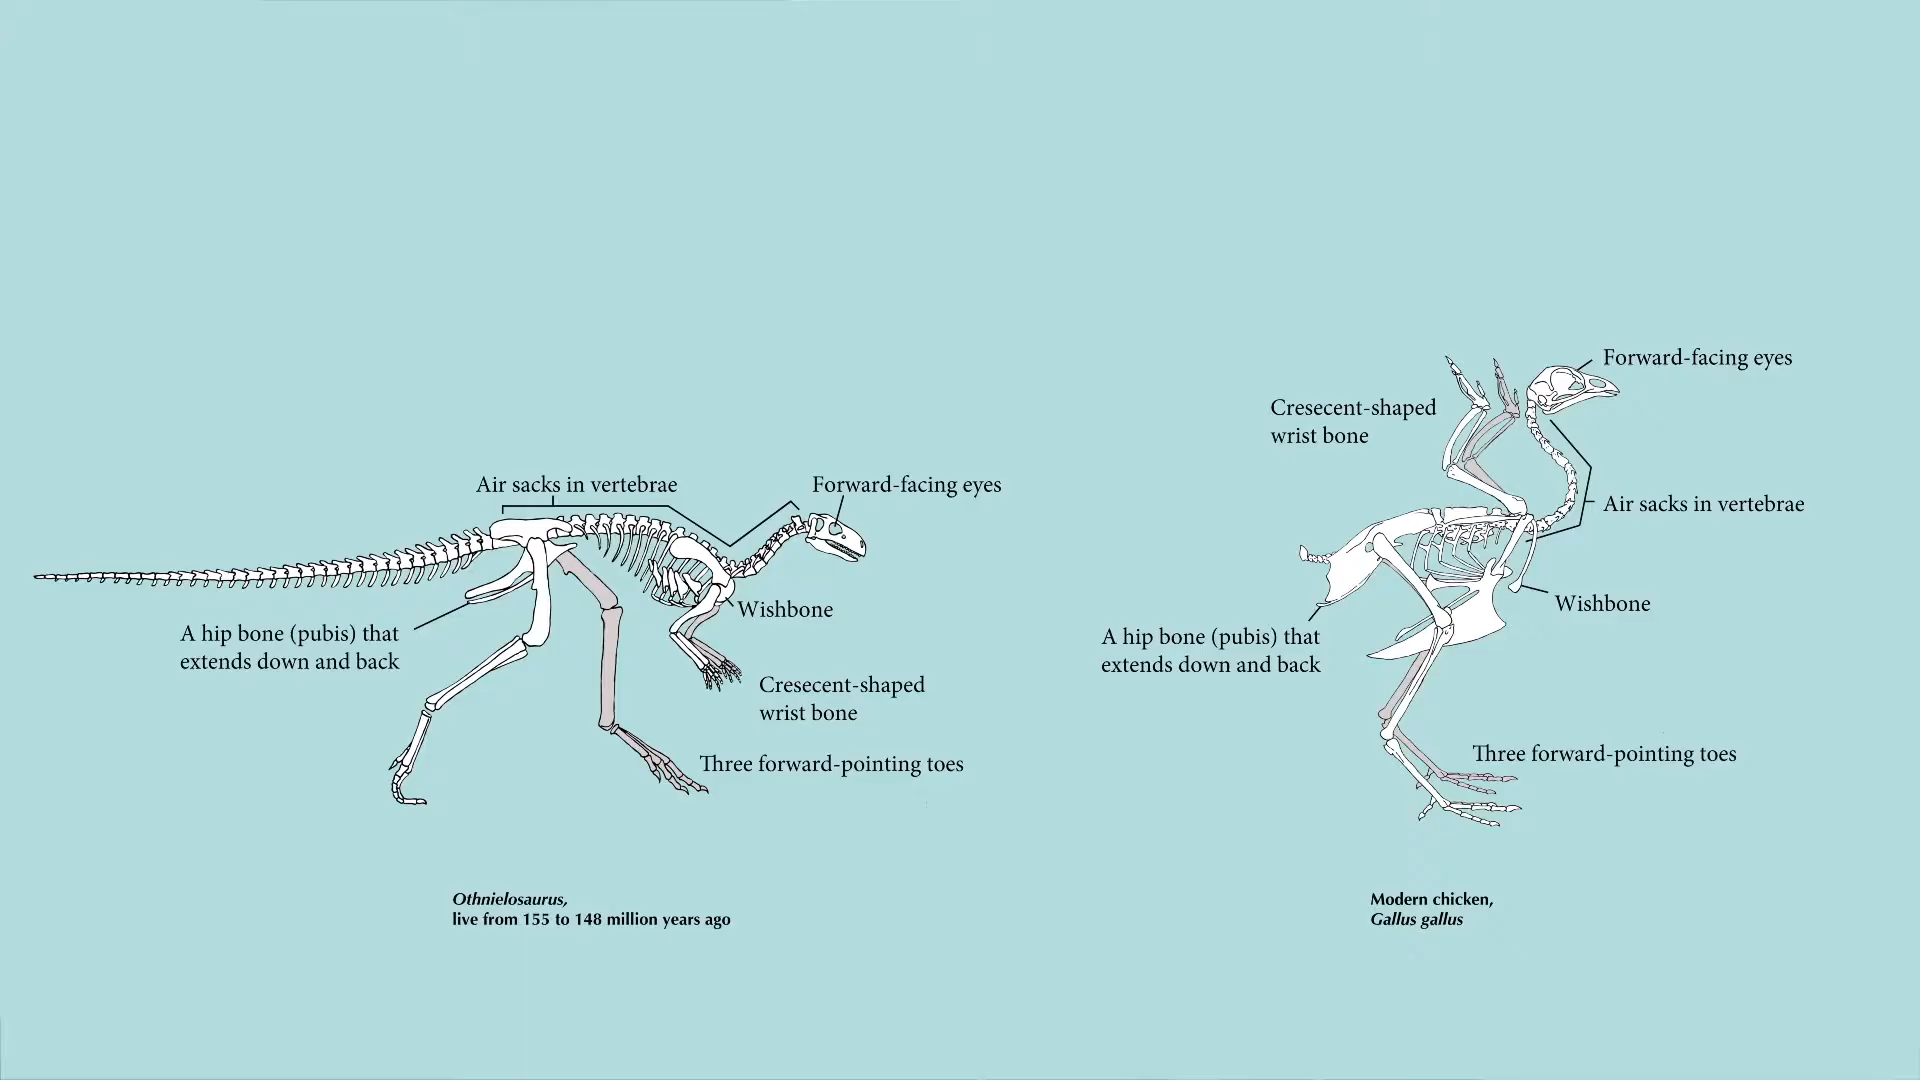 Air sacks in vertebrae
Forward-facing eyes
A hip bone (pubis) that
extends down and back
Wishbone
Cresecent-shaped
wrist bone
Three forward-pointing toes
Othnielosaurus,
live from 155 to 148 million years ago
Forward-facing eyes
Cresecent-shaped
wrist bone
Air sacks in vertebrae
Wishbone
A hip bone (pubis) that
extends down and back
Three forward-pointing toes
Modern chicken,
Gallus gallus